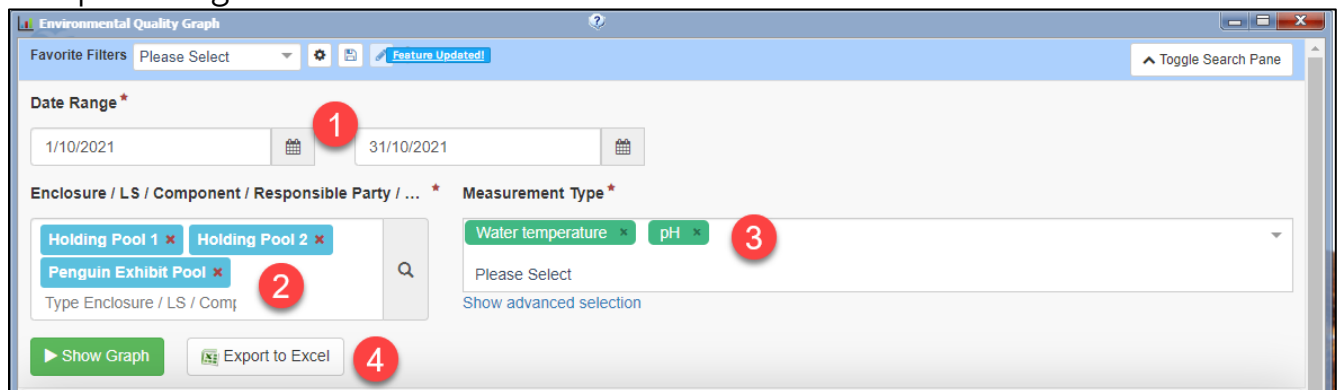 Environmental Quality Graph ?
Favorite Filters Please Select Feature Updated! Toggle Search Pane
Date Range *
1/10/2021 1 31/10/2021
Enclosure / LS / Component / Responsible Party / ... * Measurement Type *
Holding Pool 1 × Holding Pool 2 × Water temperature × pH × 3
Penguin Exhibit Pool × 2 Please Select
Type Enclosure / LS / Comp Show advanced selection
Show Graph Export to Excel 4